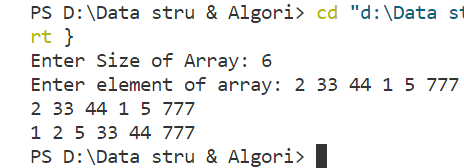 PS D:\Data stru & Algori> cd "d:\Data st
rt }
Enter Size of Array: 6
Enter element of array: 2 33 44 1 5 777
2 33 44 1 5 777
1 2 5 33 44 777
PS D:\Data stru & Algori>